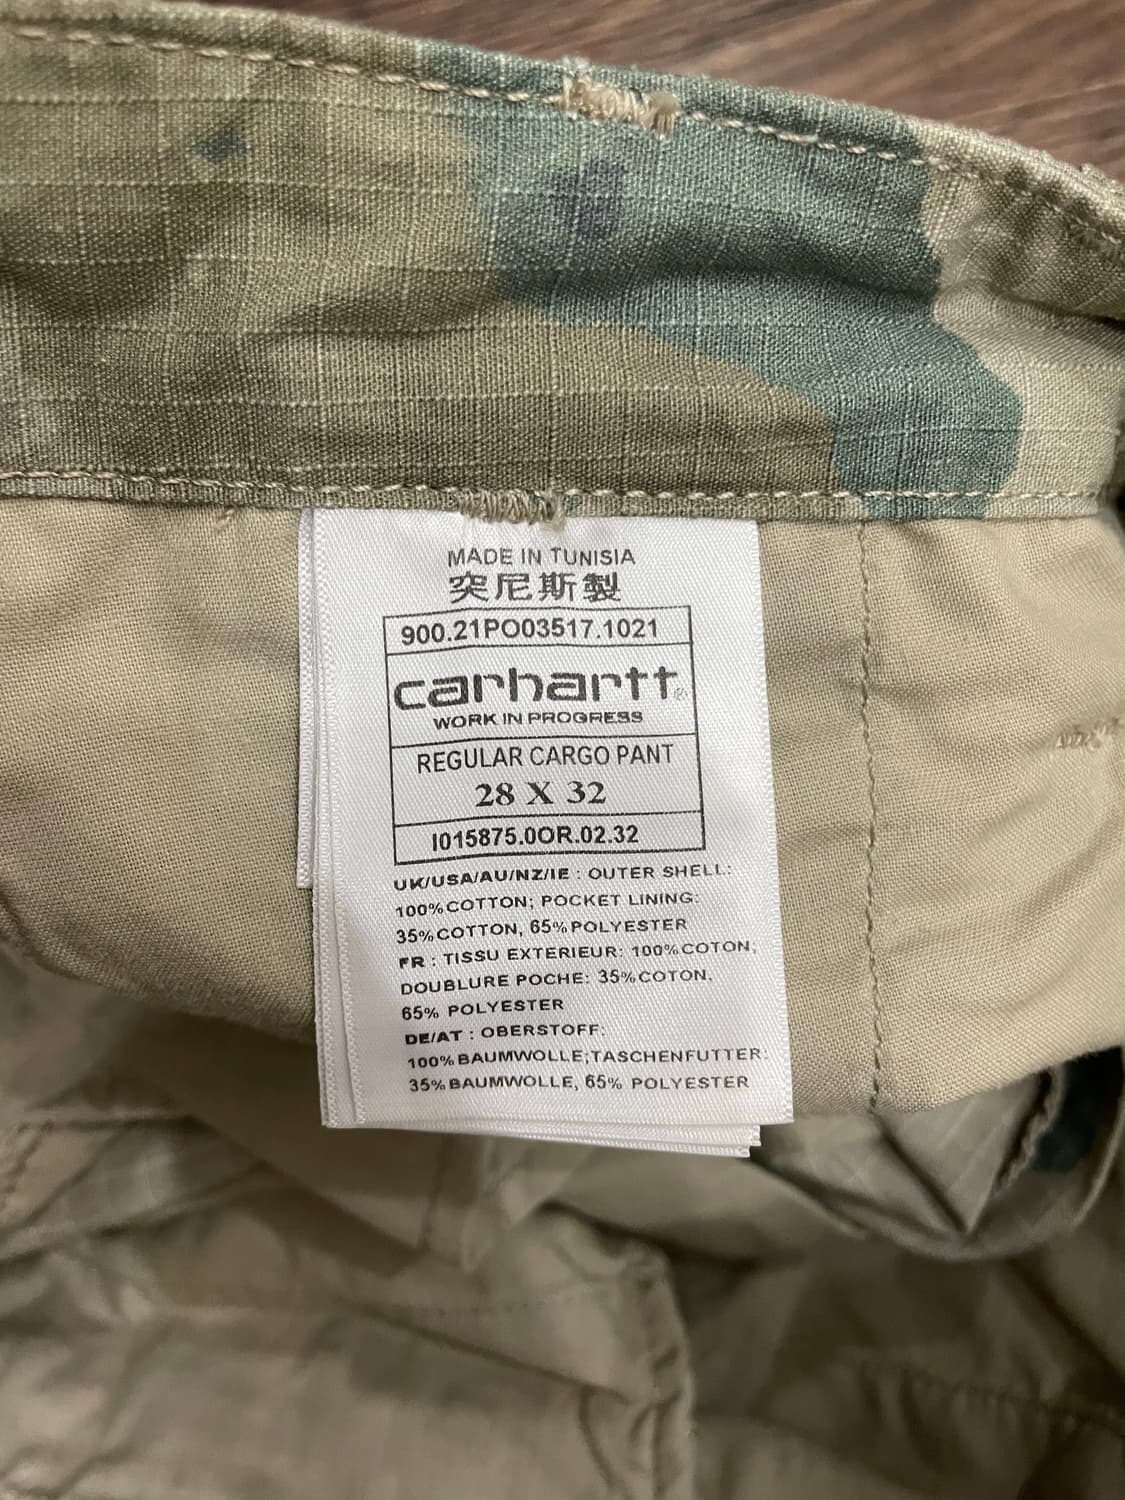 MADE IN TUNISIA
突尼斯製
900.21PO03517.1021
carhartt®
WORK IN PROGRESS
REGULAR CARGO PANT
28 X 32
I015875.0OR.02.32
UK/USA/AU/NZ/IE : OUTER SHELL:
100%COTTON; POCKET LINING:
35%COTTON, 65%POLYESTER
FR : TISSU EXTERIEUR: 100%COTON,
DOUBLURE POCHE: 35%COTON,
65% POLYESTER
DE/AT : OBERSTOFF:
100%BAUMWOLLE;TASCHENFUTTER:
35%BAUMWOLLE, 65% POLYESTER